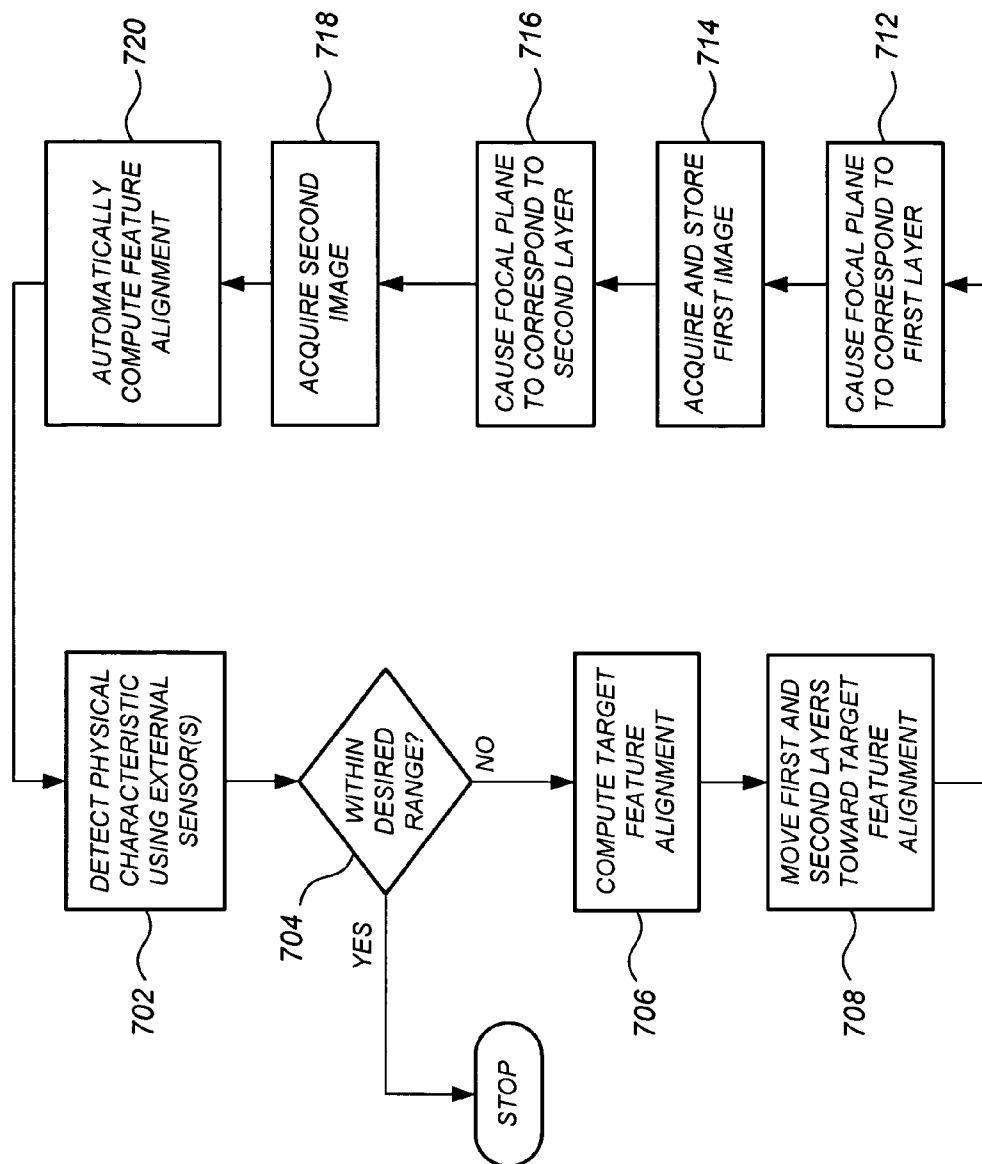 DETECT PHYSICAL
CHARACTERISTIC
USING EXTERNAL
SENSOR(S)
702
WITHIN
DESIRED
RANGE?
704
YES
NO
STOP
COMPUTE TARGET
FEATURE
ALIGNMENT
706
MOVE FIRST AND
SECOND LAYERS
TOWARD TARGET
FEATURE
ALIGNMENT
708
CAUSE FOCAL PLANE
TO CORRESPOND TO
FIRST LAYER
712
ACQUIRE AND STORE
FIRST IMAGE
714
CAUSE FOCAL PLANE
TO CORRESPOND TO
SECOND LAYER
716
ACQUIRE SECOND
IMAGE
718
AUTOMATICALLY
COMPUTE FEATURE
ALIGNMENT
720